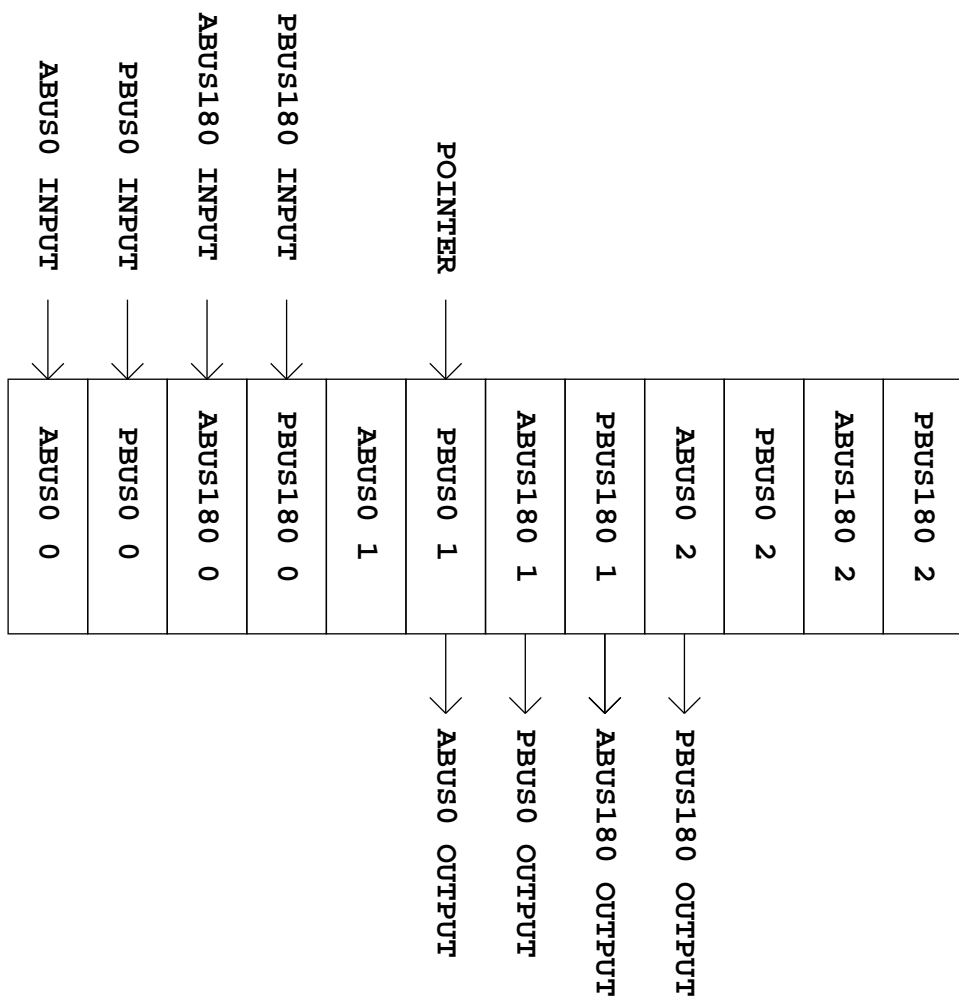 PBUS180 INPUT
ABUS180 INPUT
PBUS0 INPUT
ABUS0 INPUT
POINTER
PBUS180 2
ABUS180 2
PBUS0 2
ABUS0 2
PBUS180 1
ABUS180 1
PBUS0 1
ABUS0 1
PBUS180 0
ABUS180 0
PBUS0 0
ABUS0 0
PBUS180 OUTPUT
ABUS180 OUTPUT
PBUS0 OUTPUT
ABUS0 OUTPUT